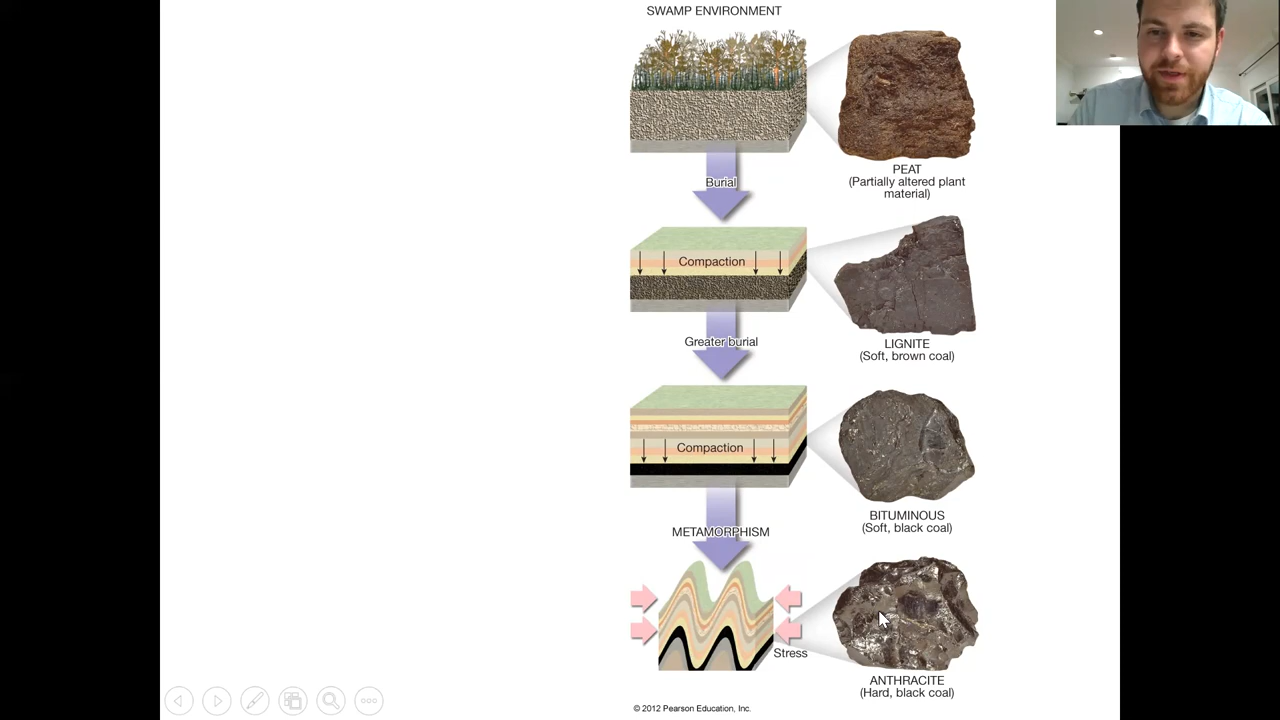 SWAMP ENVIRONMENT
PEAT
(Partially altered plant
material)
Burial
Compaction
LIGNITE
(Soft, brown coal)
Greater burial
Compaction
BITUMINOUS
(Soft, black coal)
METAMORPHISM
Stress
ANTHRACITE
(Hard, black coal)
© 2012 Pearson Education, Inc.